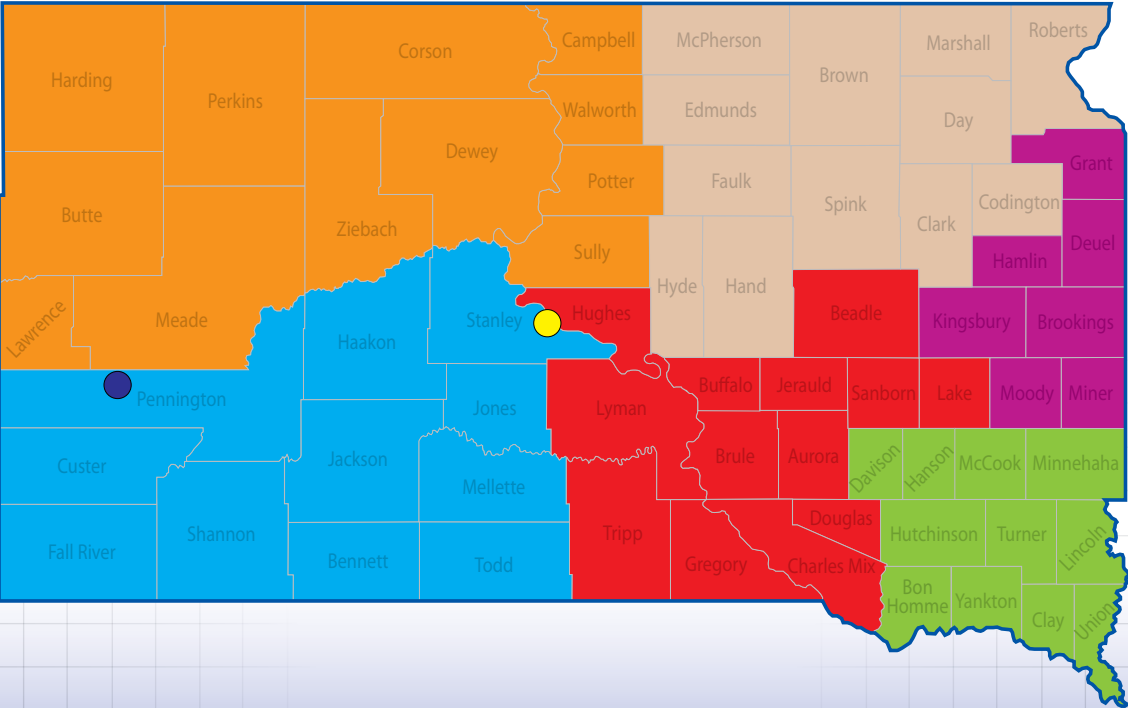 Harding
Perkins
Corson
Campbell
McPherson
Brown
Marshall
Roberts
Walworth
Edmunds
Day
Dewey
Grant
Butte
Potter
Faulk
Spink
Codington
Ziebach
Clark
Deuel
Sully
Hamlin
Hyde
Hand
Lawrence
Meade
Stanley
Hughes
Beadle
Kingsbury
Brookings
Haakon
Pennington
Buffalo
Jerauld
Sanborn
Lake
Moody
Miner
Jones
Lyman
Custer
Jackson
Brule
Aurora
Davison
Hanson
McCook
Minnehaha
Mellette
Shannon
Tripp
Douglas
Hutchinson
Turner
Lincoln
Fall River
Bennett
Todd
Gregory
Charles Mix
Bon
Homme
Yankton
Clay
Union